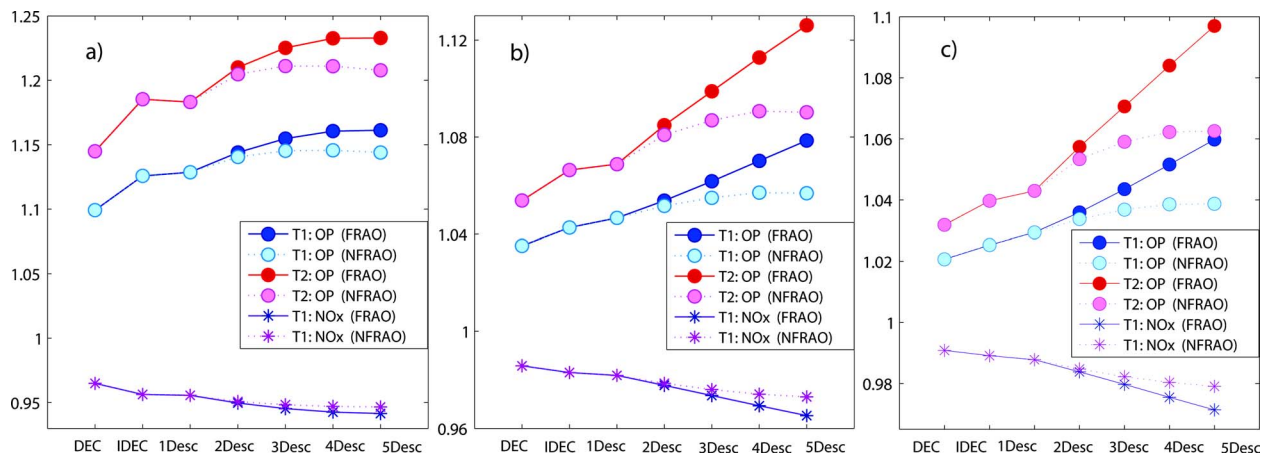 a)
1.25
1.2
1.15
1.1
1.05
1
0.95
T1: OP (FRAO)
T1: OP (NFRAO)
T2: OP (FRAO)
T2: OP (NFRAO)
T1: NOx (FRAO)
T1: NOx (NFRAO)
DEC IDEC 1Desc 2Desc 3Desc 4Desc 5Desc
b)
1.12
1.08
1.04
1
0.96
T1: OP (FRAO)
T1: OP (NFRAO)
T2: OP (FRAO)
T2: OP (NFRAO)
T1: NOx (FRAO)
T1: NOx (NFRAO)
DEC IDEC 1Desc 2Desc 3Desc 4Desc 5Desc
c)
1.1
1.08
1.06
1.04
1.02
1
0.98
T1: OP (FRAO)
T1: OP (NFRAO)
T2: OP (FRAO)
T2: OP (NFRAO)
T1: NOx (FRAO)
T1: NOx (NFRAO)
DEC IDEC 1Desc 2Desc 3Desc 4Desc 5Desc